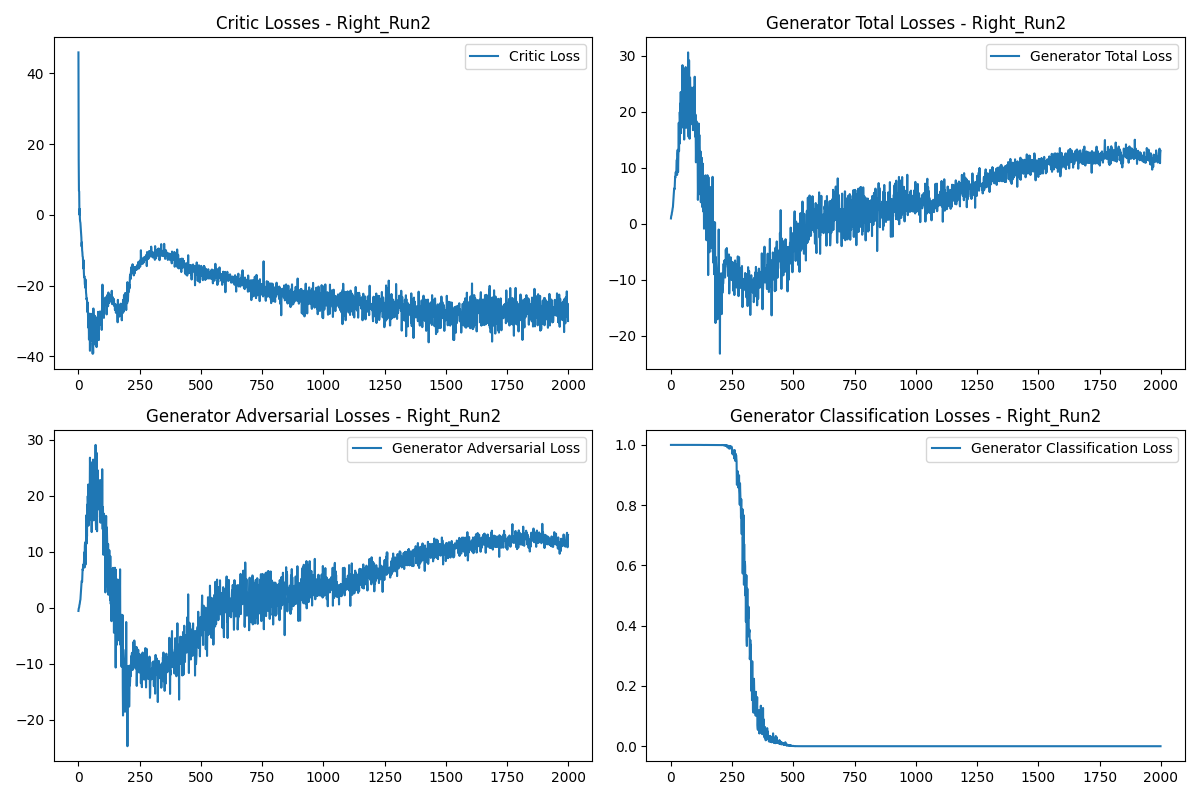 Critic Losses - Right_Run2
Critic Loss
40
20
0
−20
−40
0 250 500 750 1000 1250 1500 1750 2000
Generator Total Losses - Right_Run2
Generator Total Loss
30
20
10
0
−10
−20
0 250 500 750 1000 1250 1500 1750 2000
Generator Adversarial Losses - Right_Run2
Generator Adversarial Loss
30
20
10
0
−10
−20
0 250 500 750 1000 1250 1500 1750 2000
Generator Classification Losses - Right_Run2
Generator Classification Loss
1.0
0.8
0.6
0.4
0.2
0.0
0 250 500 750 1000 1250 1500 1750 2000